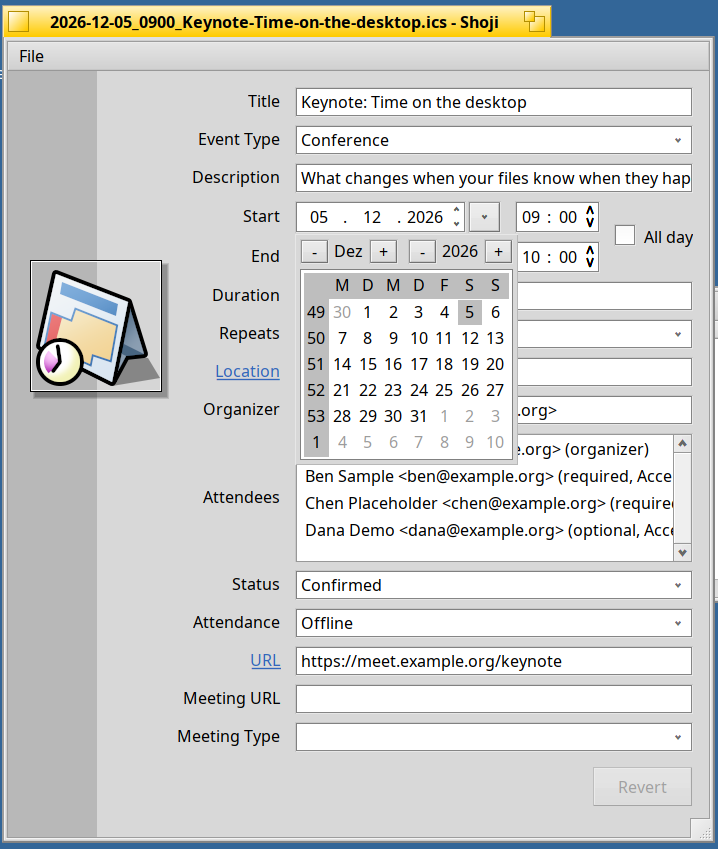 2026-12-05_0900_Keynote-Time-on-the-desktop.ics - Shoji
File
Title Keynote: Time on the desktop
Event Type Conference
Description What changes when your files know when they hap
Start 05 . 12 . 2026 09 : 00
All day
End 10 : 00
- Dez + - 2026 +
M D M D F S S
49 30 1 2 3 4 5 6
50 7 8 9 10 11 12 13
51 14 15 16 17 18 19 20
52 21 22 23 24 25 26 27
53 28 29 30 31 1 2 3
1 4 5 6 7 8 9 10
Duration
Repeats
Location
Organizer .org>
Attendees
e.org> (organizer)
Ben Sample <ben@example.org> (required, Acce
Chen Placeholder <chen@example.org> (require
Dana Demo <dana@example.org> (optional, Acce
Status Confirmed
Attendance Offline
URL https://meet.example.org/keynote
Meeting URL
Meeting Type
Revert